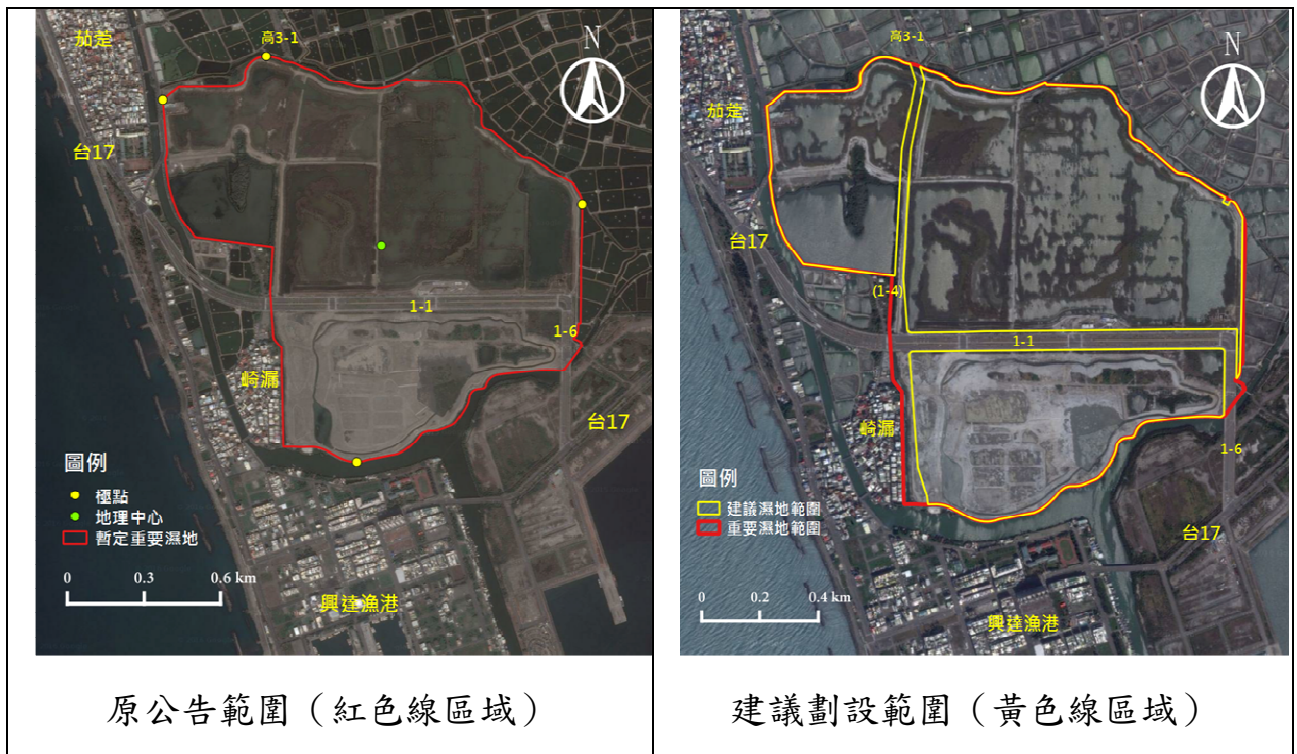 茄萣
高3-1
N
台17
1-1
1-6
崎漏
台17
圖例
極點
地理中心
暫定重要濕地
0 0.3 0.6 km
興達漁港
原公告範圍（紅色線區域）
高3-1
N
茄萣
台17
(1-4)
1-1
崎漏
1-6
圖例
建議濕地範圍
重要濕地範圍
台17
0 0.2 0.4 km
興達漁港
建議劃設範圍（黃色線區域）